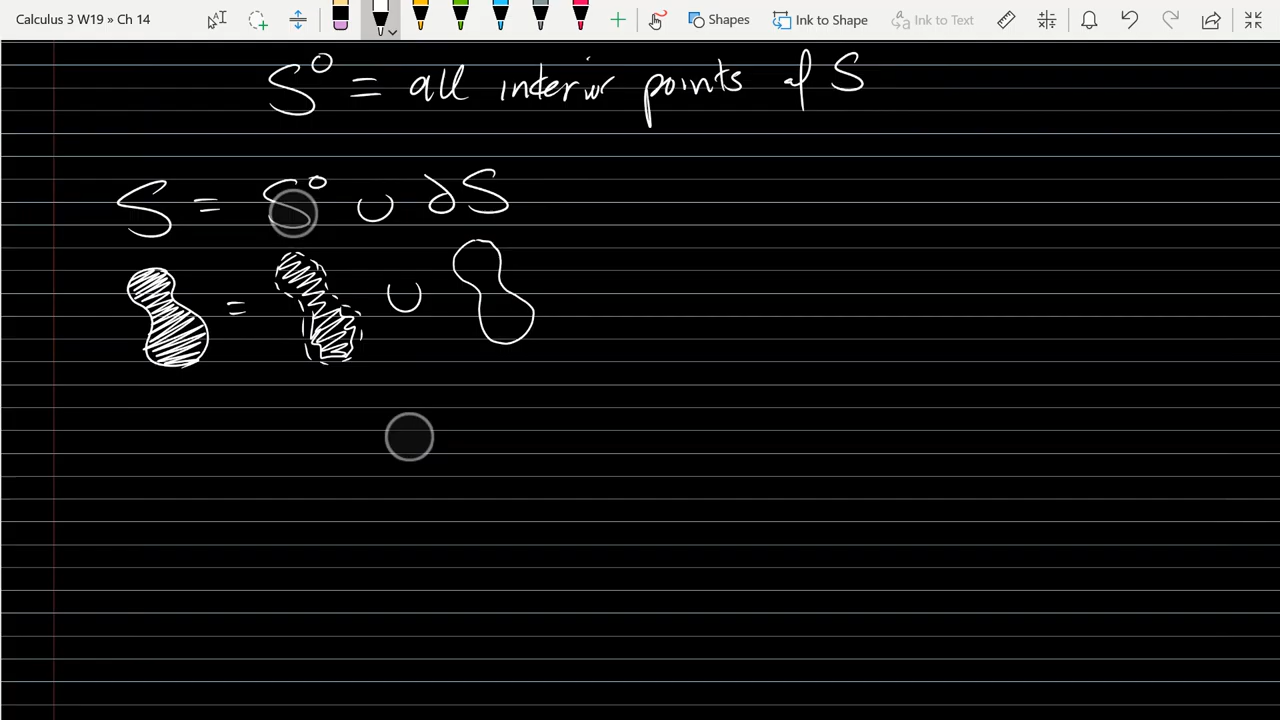 Calculus 3 W19 » Ch 14
Shapes
Ink to Shape
Ink to Text
S° = all interior points of S
S = S° ∪ ∂S
= ∪